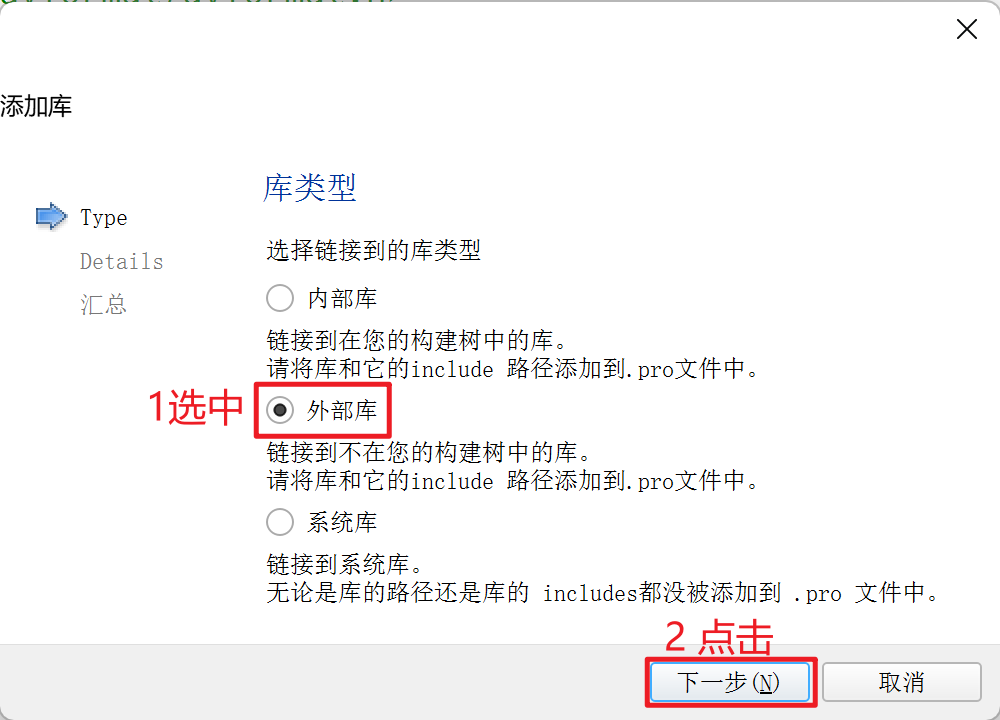 添加库
库类型
Type
选择链接到的库类型
Details
内部库
汇总
链接到在您的构建树中的库。
请将库和它的include 路径添加到.pro文件中。
1选中
外部库
链接到不在您的构建树中的库。
请将库和它的include 路径添加到.pro文件中。
系统库
链接到系统库。
无论是库的路径还是库的 includes都没被添加到 .pro 文件中。
2 点击
下一步(N)
取消